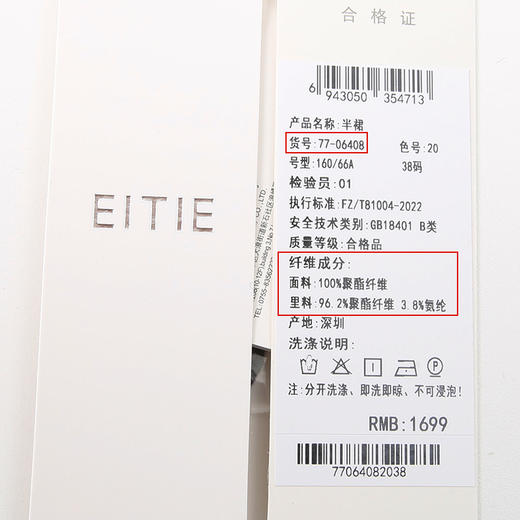 EITIE
合格证
6 943050 354713
产品名称:半裙
货号:77-06408 色号:20
号型:160/66A 38码
检验员:01
执行标准:FZ/T81004-2022
安全技术类别:GB18401 B类
质量等级:合格品
纤维成分:
面料:100%聚酯纤维
里料:96.2%聚酯纤维 3.8%氨纶
产地:深圳
洗涤说明:
注:分开洗涤、即洗即晾、不可浸泡!
RMB:1699
77064082038